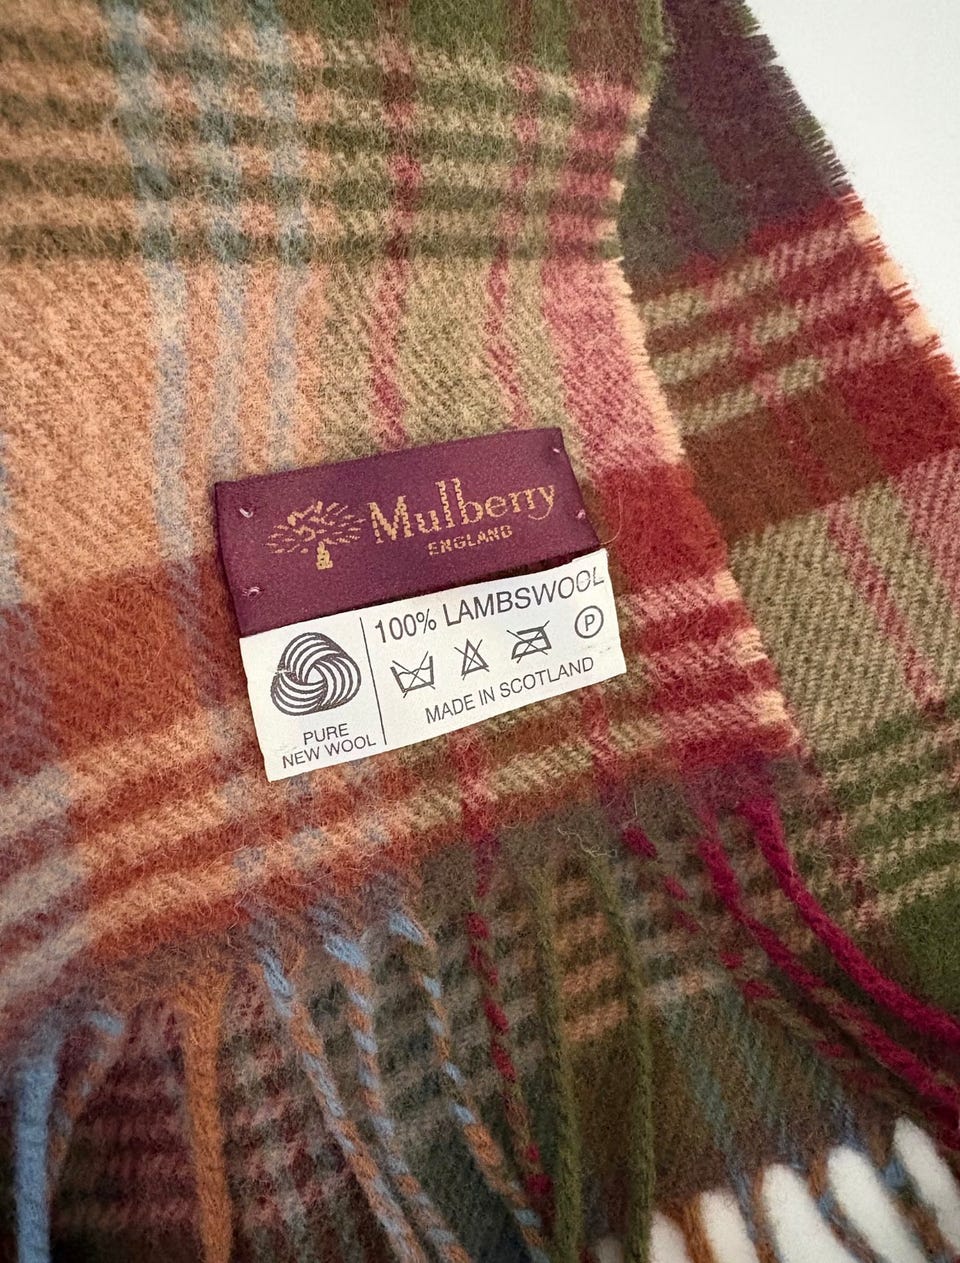 Mulberry
ENGLAND
100% LAMBSWOOL
P
MADE IN SCOTLAND
PURE
NEW WOOL